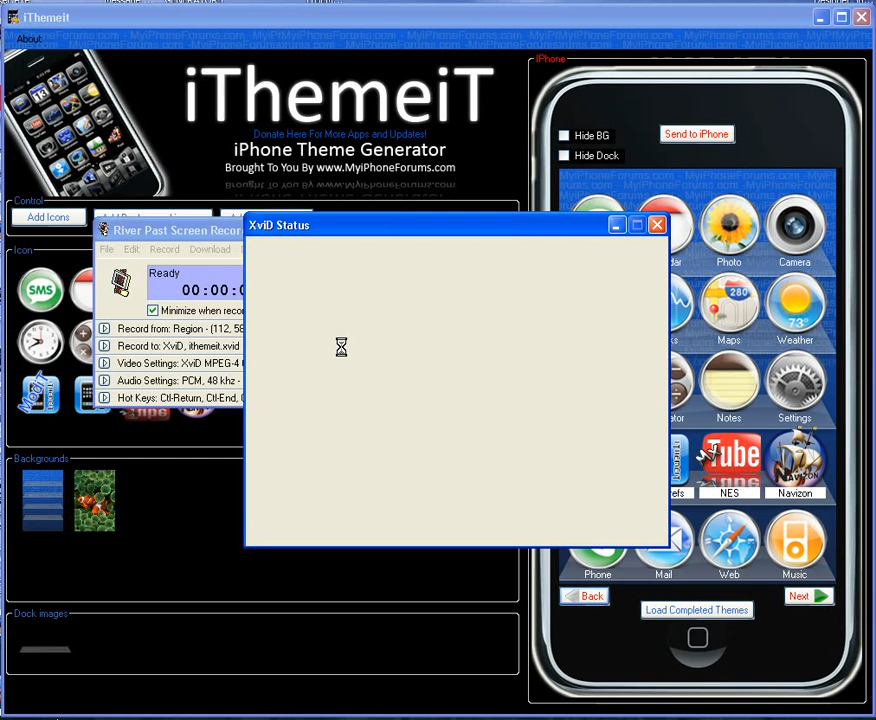 iThemeit
About
iPhone
iThemeiT
Donate Here For More Apps and Updates!
iPhone Theme Generator
Brought To You By www.MyiPhoneForums.com
Hide BG
Send to iPhone
Hide Dock
Control
Add Icons
XviD Status
River Past Screen Recor
File Edit Record Download
Photo
Camera
Icon
SMS
Ready
00:00:0
Minimize when reco
280
73°
Maps
Weather
Record from: Region - (112, 58
Record to: XviD, ithemeit.xvid
Video Settings: XviD MPEG-4
Audio Settings: PCM, 48 khz -
Hot Keys: Ctl-Return, Ctl-End,
Notes
Settings
Backgrounds
Tube
NAVIZON
NES
Navizon
Phone
Mail
Web
Music
Back
Next
Load Completed Themes
Dock images